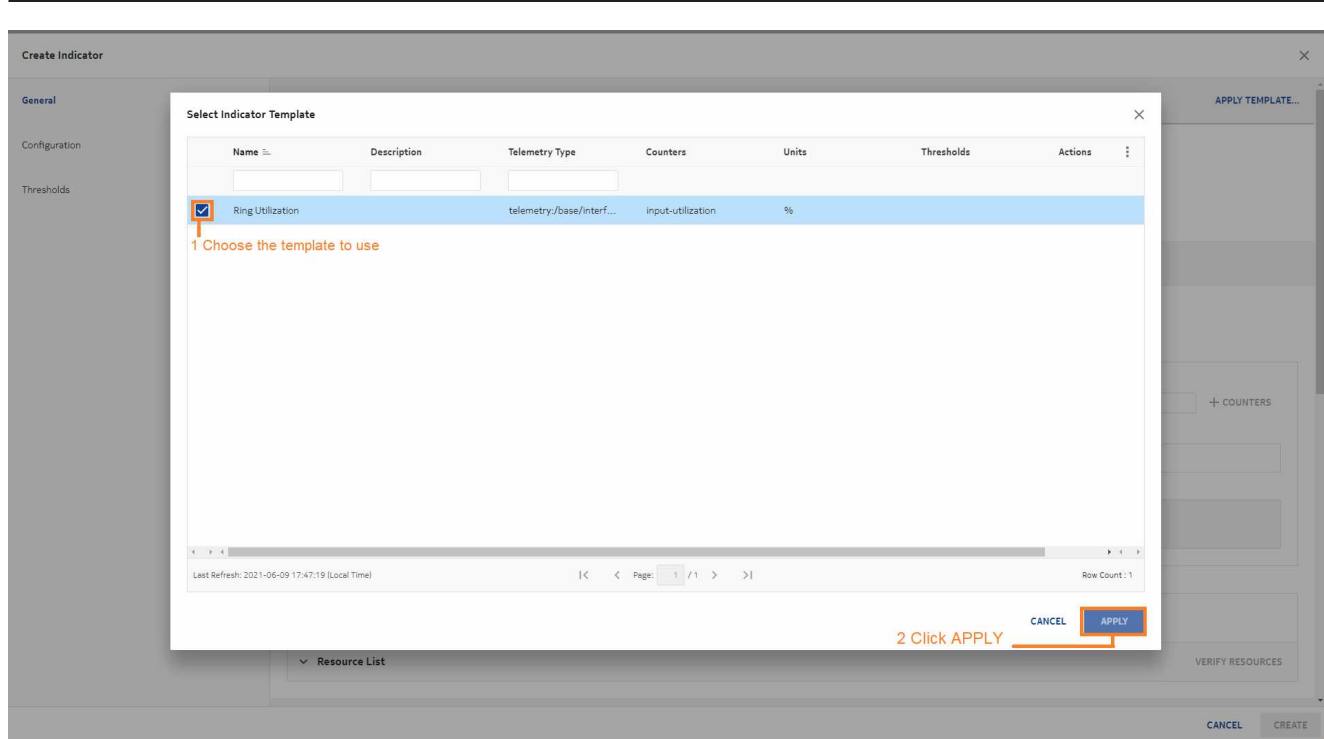 Create Indicator
General
APPLY TEMPLATE...
Configuration
Thresholds
Select Indicator Template
Name Description Telemetry Type Counters Units Thresholds Actions
Ring Utilization telemetry:/base/interf... input-utilization %
1 Choose the template to use
+ COUNTERS
Last Refresh: 2021-06-09 17:47:19 (Local Time) Page: 1 / 1 Row Count : 1
CANCEL APPLY
2 Click APPLY
Resource List VERIFY RESOURCES
CANCEL CREATE